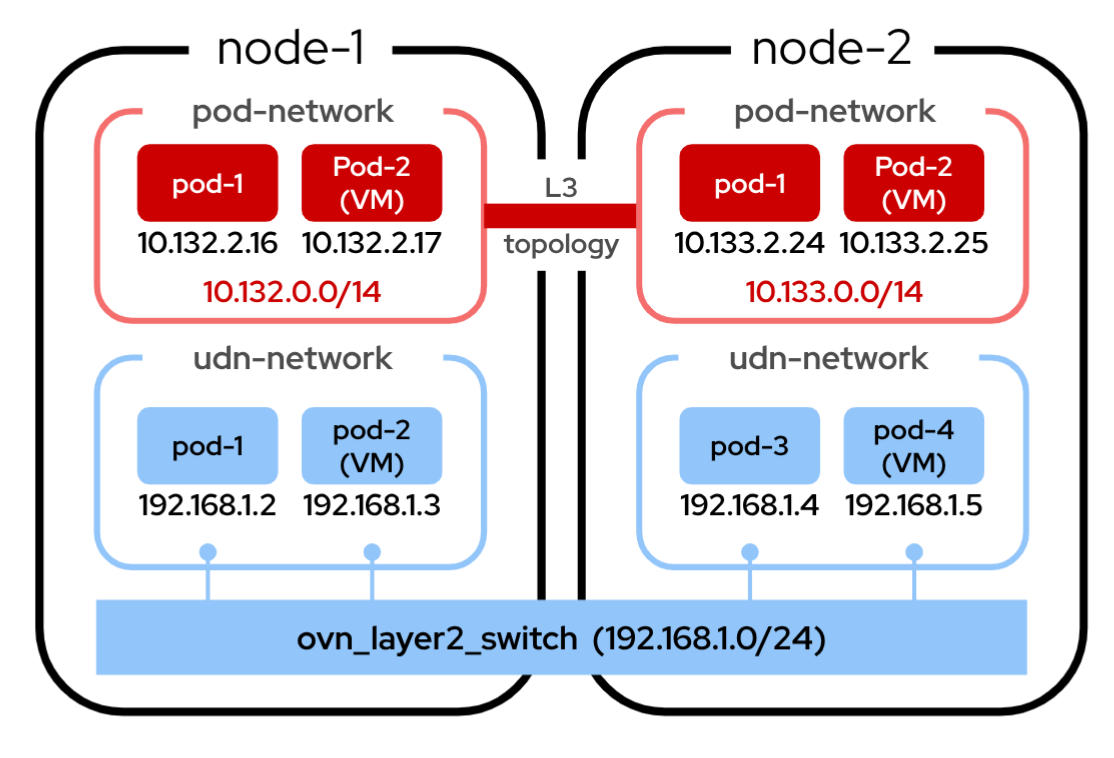 node-1
pod-network
pod-1
Pod-2
(VM)
10.132.2.16
10.132.2.17
10.132.0.0/14
udn-network
pod-1
pod-2
(VM)
192.168.1.2
192.168.1.3
L3
topology
node-2
pod-network
pod-1
Pod-2
(VM)
10.133.2.24
10.133.2.25
10.133.0.0/14
udn-network
pod-3
pod-4
(VM)
192.168.1.4
192.168.1.5
ovn_layer2_switch (192.168.1.0/24)